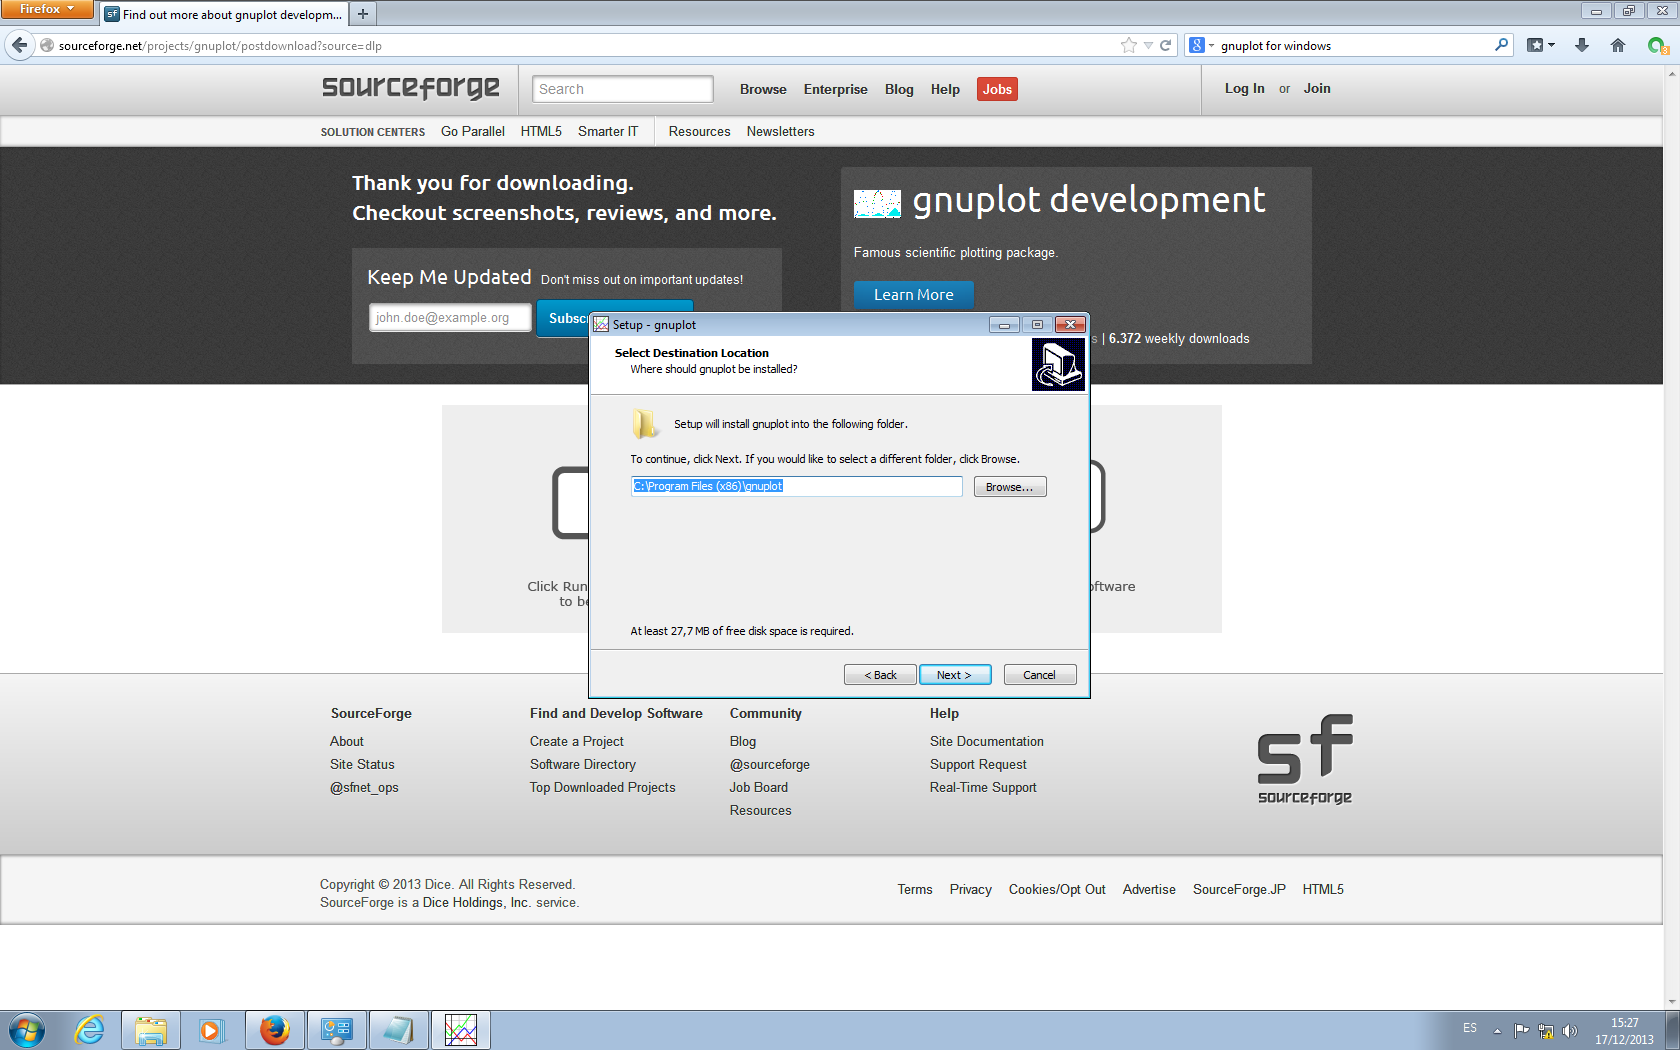 Firefox
Find out more about gnuplot developm...
sourceforge.net/projects/gnuplot/postdownload?source=dlp
gnuplot for windows
sourceforge
Search
Browse Enterprise Blog Help Jobs
Log In or Join
SOLUTION CENTERS Go Parallel HTML5 Smarter IT Resources Newsletters
Thank you for downloading.
Checkout screenshots, reviews, and more.
gnuplot development
Famous scientific plotting package.
Learn More
Keep Me Updated Don't miss out on important updates!
john.doe@example.org
Subsc
s | 6.372 weekly downloads
Setup - gnuplot
Select Destination Location
Where should gnuplot be installed?
Setup will install gnuplot into the following folder.
To continue, click Next. If you would like to select a different folder, click Browse.
C:\Program Files (x86)\gnuplot
Browse...
At least 27,7 MB of free disk space is required.
< Back Next > Cancel
Click Run
to be
oftware
SourceForge
About
Site Status
@sfnet_ops
Find and Develop Software
Create a Project
Software Directory
Top Downloaded Projects
Community
Blog
@sourceforge
Job Board
Resources
Help
Site Documentation
Support Request
Real-Time Support
sf
sourceforge
Copyright © 2013 Dice. All Rights Reserved.
SourceForge is a Dice Holdings, Inc. service.
Terms Privacy Cookies/Opt Out Advertise SourceForge.JP HTML5
ES
15:27
17/12/2013